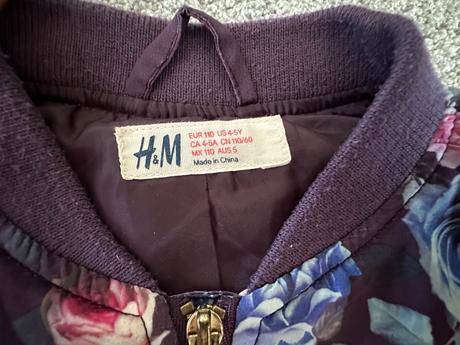 H&M
EUR 110 US 4-5Y
CA 4-5A CN 110/60
MX 110 AUS 5
Made in China